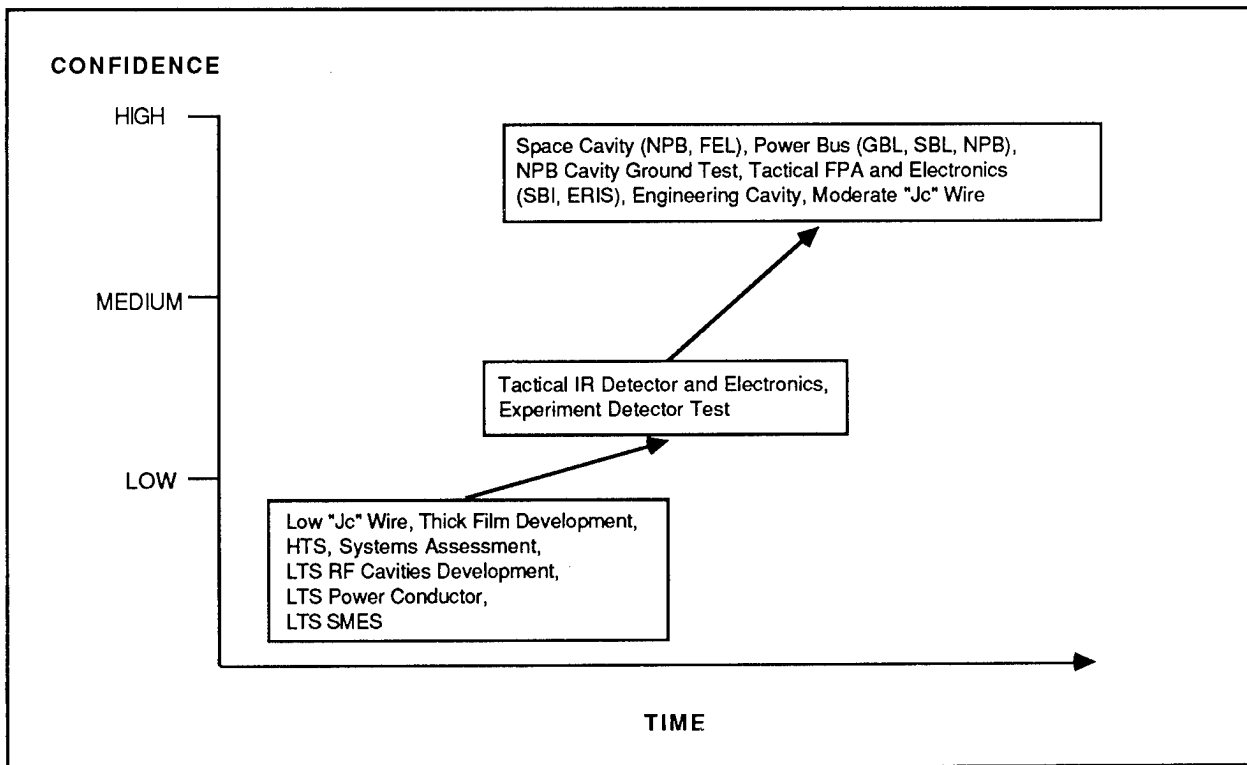 CONFIDENCE
HIGH
Space Cavity (NPB, FEL), Power Bus (GBL, SBL, NPB),
NPB Cavity Ground Test, Tactical FPA and Electronics
(SBI, ERIS), Engineering Cavity, Moderate "Jc" Wire
MEDIUM
Tactical IR Detector and Electronics,
Experiment Detector Test
LOW
Low "Jc" Wire, Thick Film Development,
HTS, Systems Assessment,
LTS RF Cavities Development,
LTS Power Conductor,
LTS SMES
TIME